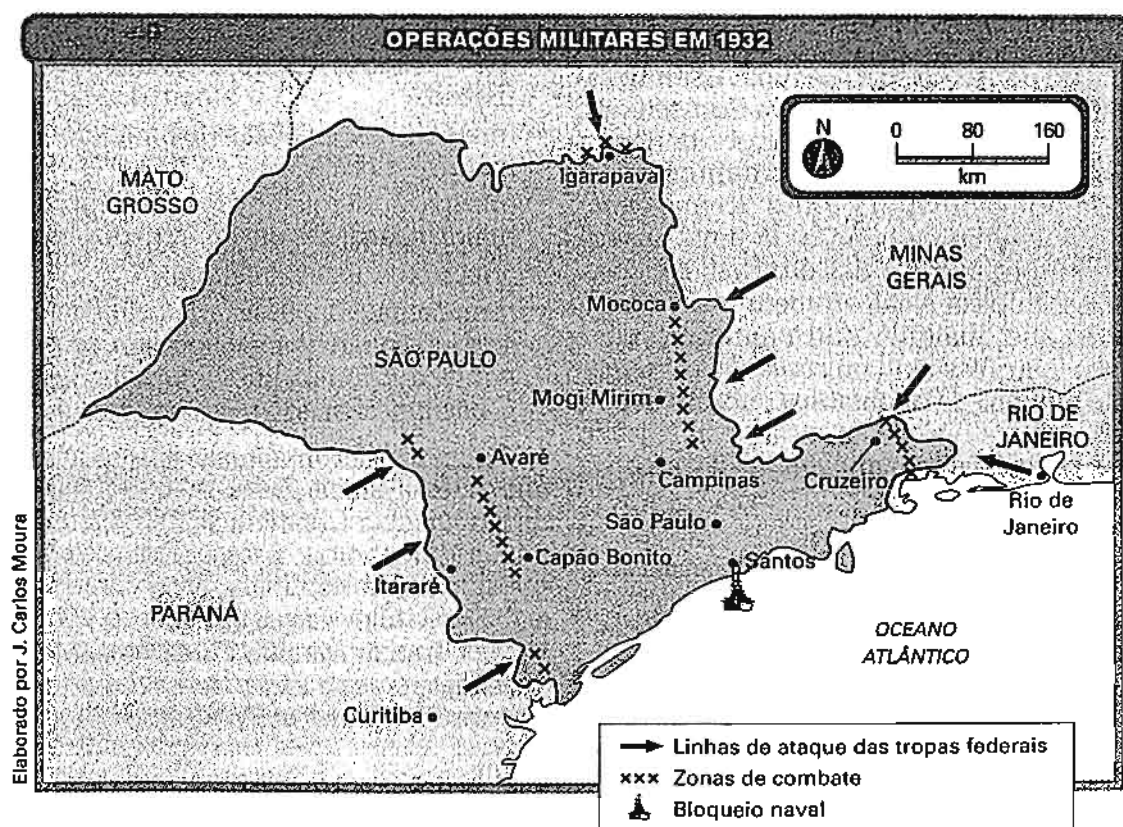 OPERAÇÕES MILITARES EM 1932
N
0 80 160
km
MATO
GROSSO
Igarapava
MINAS
GERAIS
Mococa
SÃO PAULO
Mogi Mirim
RIO DE
JANEIRO
Avaré
Campinas
Cruzeiro
Rio de
Janeiro
São Paulo
Capão Bonito
Santos
Itararé
PARANÁ
OCEANO
ATLÂNTICO
Curitiba
Linhas de ataque das tropas federais
Zonas de combate
Bloqueio naval
Elaborado por J. Carlos Moura